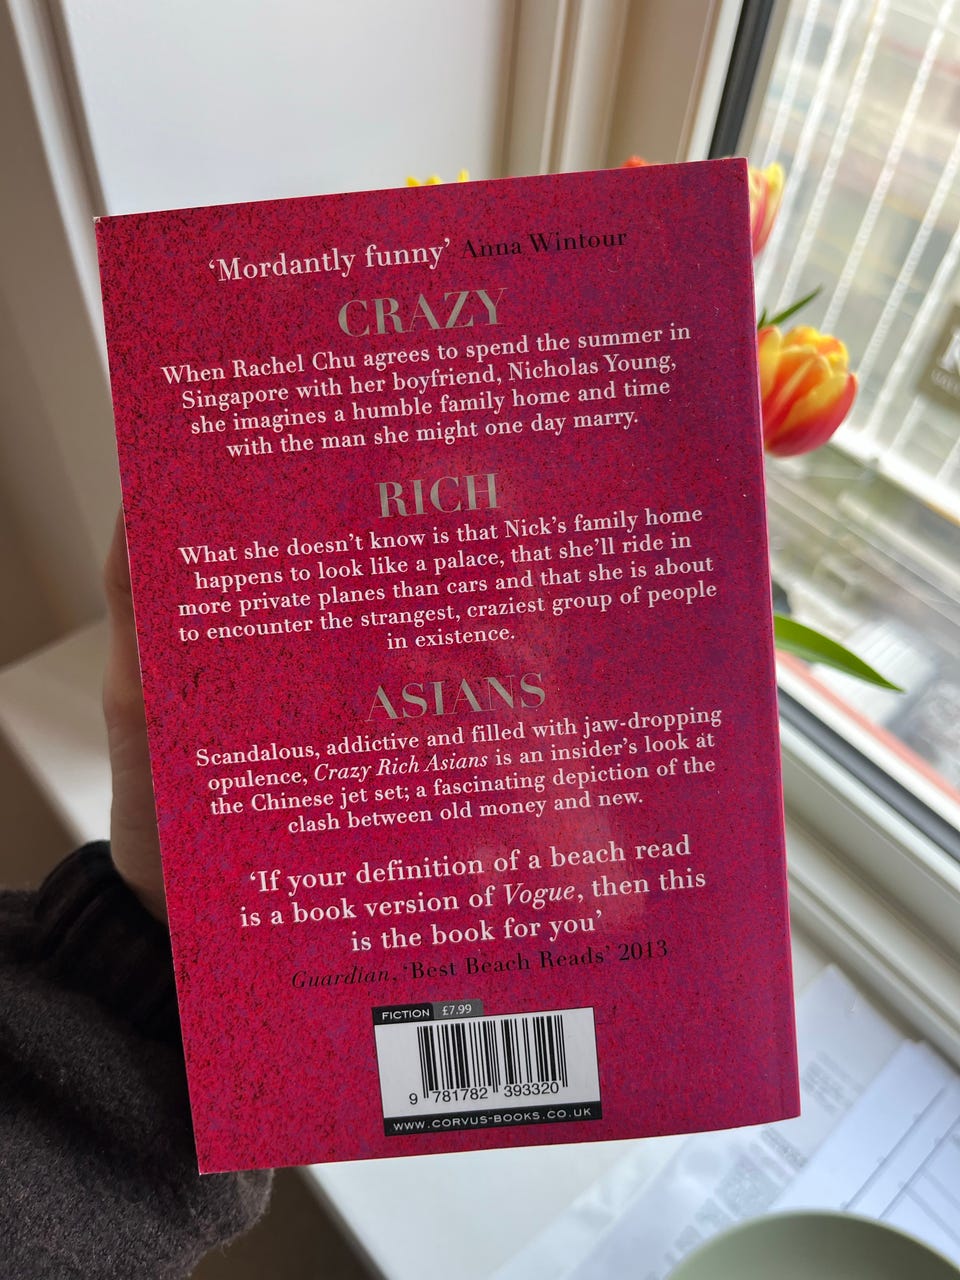 ‘Mordantly funny’ Anna Wintour
CRAZY
When Rachel Chu agrees to spend the summer in
Singapore with her boyfriend, Nicholas Young,
she imagines a humble family home and time
with the man she might one day marry.
RICH
What she doesn’t know is that Nick’s family home
happens to look like a palace, that she’ll ride in
more private planes than cars and that she is about
to encounter the strangest, craziest group of people
in existence.
ASIANS
Scandalous, addictive and filled with jaw-dropping
opulence, Crazy Rich Asians is an insider’s look at
the Chinese jet set; a fascinating depiction of the
clash between old money and new.
‘If your definition of a beach read
is a book version of Vogue, then this
is the book for you’
Guardian, ‘Best Beach Reads’ 2013
FICTION £7.99
9 781782 393320
WWW.CORVUS-BOOKS.CO.UK